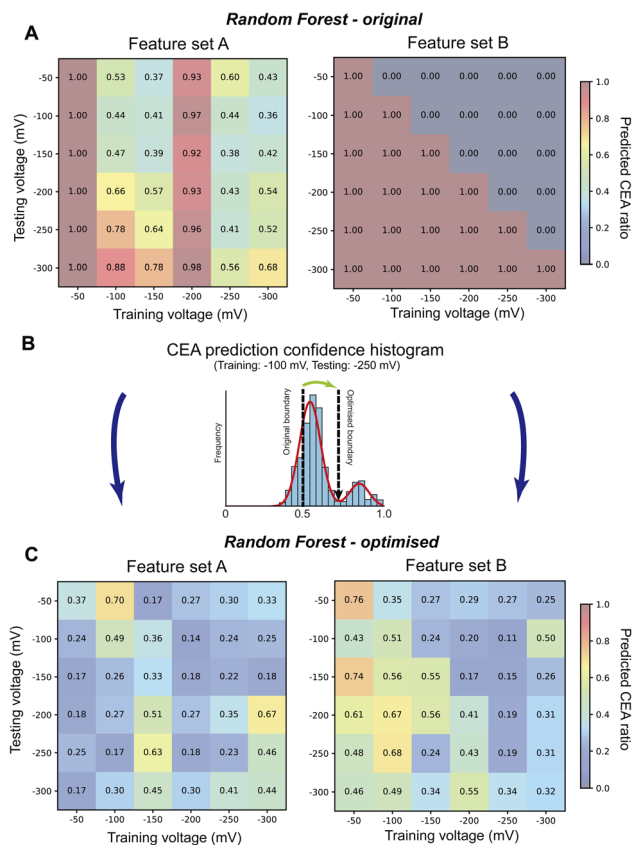 Random Forest - original
A
Feature set A
Feature set B
Testing voltage (mV)
-50 1.00 0.53 0.37 0.93 0.60 0.43
-100 1.00 0.44 0.41 0.97 0.44 0.36
-150 1.00 0.47 0.39 0.92 0.38 0.42
-200 1.00 0.66 0.57 0.93 0.43 0.54
-250 1.00 0.78 0.64 0.96 0.41 0.52
-300 1.00 0.88 0.78 0.98 0.56 0.68
-50 -100 -150 -200 -250 -300
Training voltage (mV)
-50 1.00 0.00 0.00 0.00 0.00 0.00
-100 1.00 1.00 0.00 0.00 0.00 0.00
-150 1.00 1.00 1.00 0.00 0.00 0.00
-200 1.00 1.00 1.00 1.00 0.00 0.00
-250 1.00 1.00 1.00 1.00 1.00 0.00
-300 1.00 1.00 1.00 1.00 1.00 1.00
-50 -100 -150 -200 -250 -300
Training voltage (mV)
1.0
0.8
0.6
0.4
0.2
0.0
Predicted CEA ratio
B
CEA prediction confidence histogram
(Training: -100 mV, Testing: -250 mV)
Frequency
Original boundary
Optimised boundary
0 0.5 1.0
Random Forest - optimised
C
Feature set A
Feature set B
Testing voltage (mV)
-50 0.37 0.70 0.17 0.27 0.30 0.33
-100 0.24 0.49 0.36 0.14 0.24 0.25
-150 0.17 0.26 0.33 0.18 0.22 0.18
-200 0.18 0.27 0.51 0.27 0.35 0.67
-250 0.25 0.17 0.63 0.18 0.23 0.46
-300 0.17 0.30 0.45 0.30 0.41 0.44
-50 -100 -150 -200 -250 -300
Training voltage (mV)
-50 0.76 0.35 0.27 0.29 0.27 0.25
-100 0.43 0.51 0.24 0.20 0.11 0.50
-150 0.74 0.56 0.55 0.17 0.15 0.26
-200 0.61 0.67 0.56 0.41 0.19 0.31
-250 0.48 0.68 0.24 0.43 0.19 0.31
-300 0.46 0.49 0.34 0.55 0.34 0.32
-50 -100 -150 -200 -250 -300
Training voltage (mV)
1.0
0.8
0.6
0.4
0.2
0.0
Predicted CEA ratio